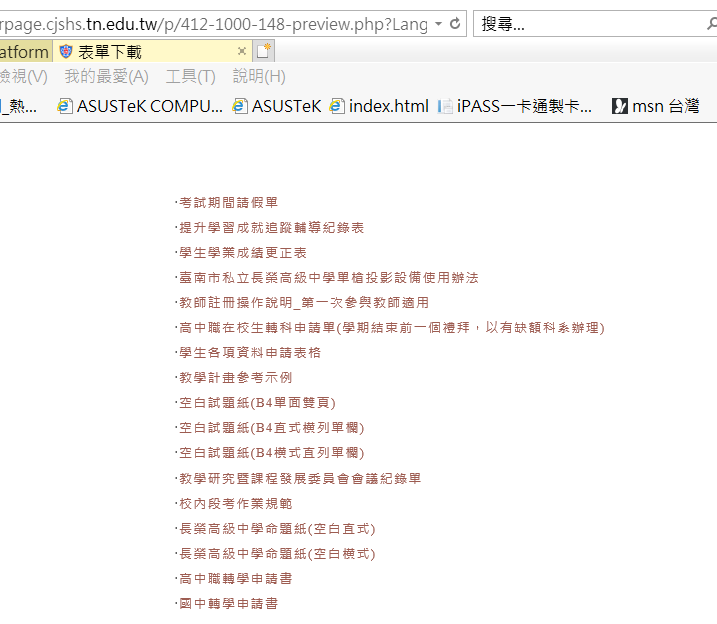 rpage.cjshs.tn.edu.tw/p/412-1000-148-preview.php?Lang
搜尋...
atform
表單下載
檢視(V) 我的最愛(A) 工具(T) 說明(H)
_熱... ASUSTeK COMPU... ASUSTeK index.html iPASS一卡通製卡... msn 台灣
·考試期間請假單
·提升學習成就追蹤輔導紀錄表
·學生學業成績更正表
·臺南市私立長榮高級中學單槍投影設備使用辦法
·教師註冊操作說明_第一次參與教師適用
·高中職在校生轉科申請單(學期結束前一個禮拜，以有缺額科系辦理)
·學生各項資料申請表格
·教學計畫參考示例
·空白試題紙(B4單面雙頁)
·空白試題紙(B4直式橫列單欄)
·空白試題紙(B4橫式直列單欄)
·教學研究暨課程發展委員會會議紀錄單
·校內段考作業規範
·長榮高級中學命題紙(空白直式)
·長榮高級中學命題紙(空白橫式)
·高中職轉學申請書
·國中轉學申請書